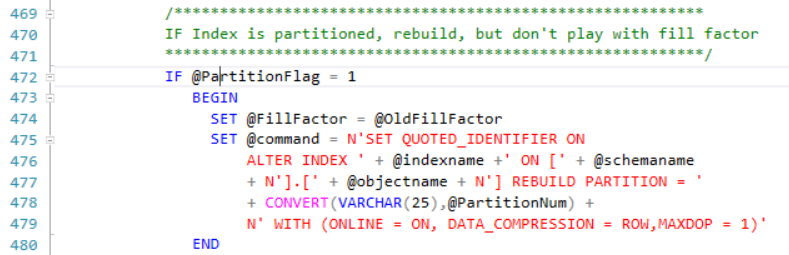 469 /***********************************************************
470 IF Index is partitioned, rebuild, but don't play with fill factor
471 ************************************************************/
472 IF @PartitionFlag = 1
473 BEGIN
474 SET @FillFactor = @OldFillFactor
475 SET @command = N'SET QUOTED_IDENTIFIER ON
476 ALTER INDEX ' + @indexname +' ON [' + @schemaname
477 + N'].[' + @objectname + N'] REBUILD PARTITION = '
478 + CONVERT(VARCHAR(25),@PartitionNum) +
479 N' WITH (ONLINE = ON, DATA_COMPRESSION = ROW,MAXDOP = 1)'
480 END